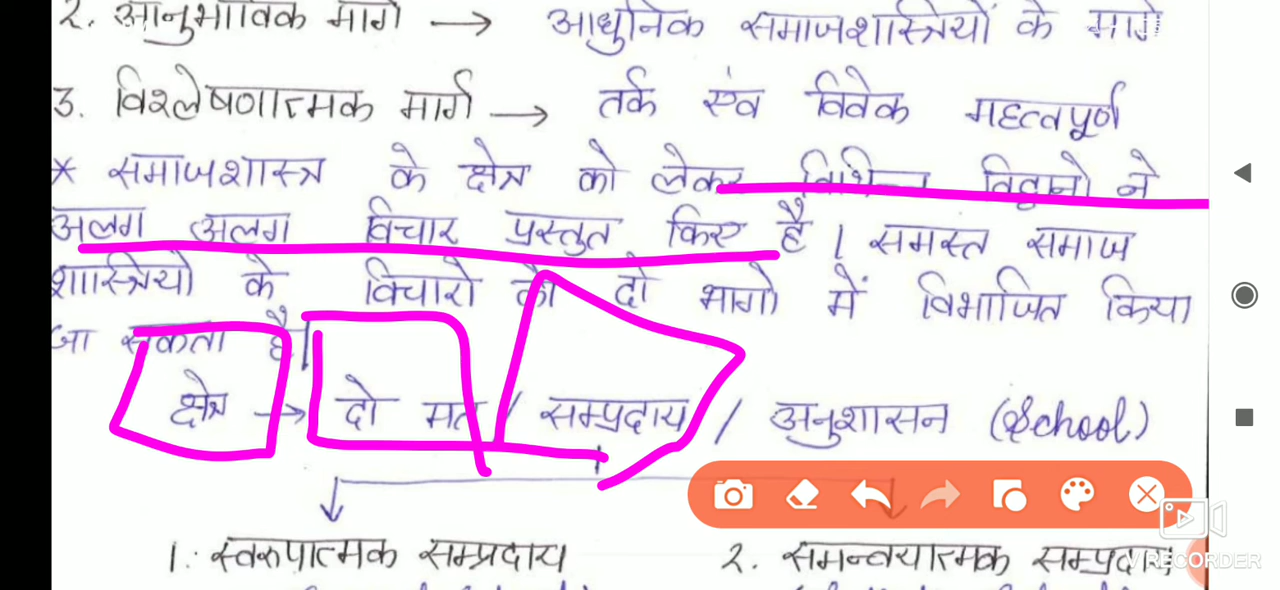 2. आनुभाविक मार्ग → आधुनिक समाजशास्त्रियों के मार्ग
3. विश्लेषणात्मक मार्ग → तर्क एंव विवेक महत्वपूर्ण
* समाजशास्त्र के क्षेत्र को लेकर विभिन्न विद्वानो ने
अलग अलग विचार प्रस्तुत किए है। समस्त समाज
शास्त्रियो के विचारो को दो भागो में विभाजित किया
जा सकता है।
क्षेत्र → दो मत / सम्प्रदाय / अनुशासन (School)
1. स्वरुपात्मक सम्प्रदाय 2. समन्वयात्मक सम्प्रदाय
RECORDER